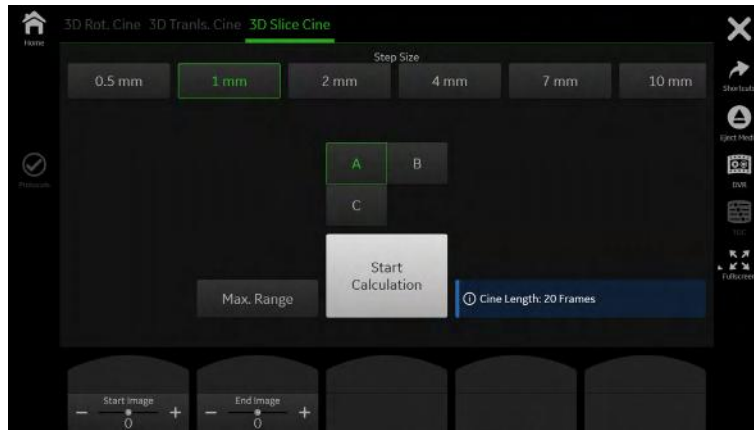 3D Rot. Cine 3D Tranls. Cine 3D Slice Cine
Home
Step Size
0.5 mm 1 mm 2 mm 4 mm 7 mm 10 mm
Shortcuts
Eject Media
A B
Protocols
DVR
C
Start
Calculation
Fullscreen
Max. Range
Cine Length: 20 Frames
Start Image End Image
0 0